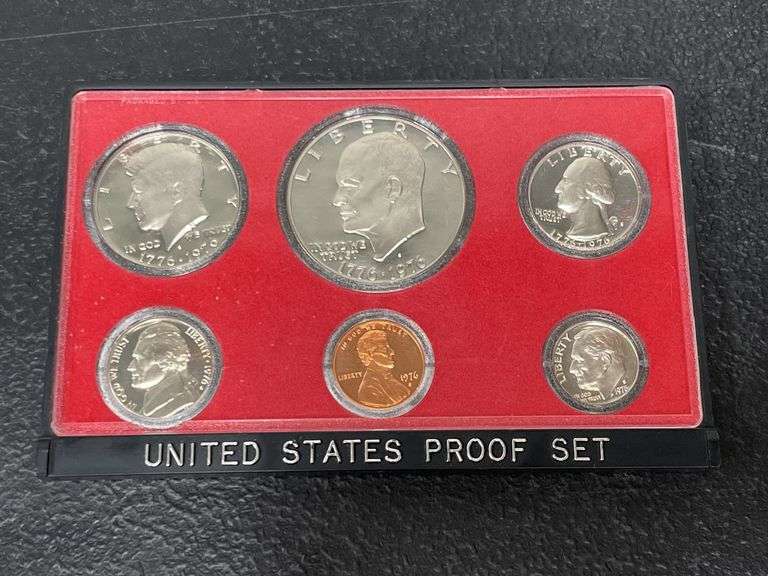 LIBERTY
IN GOD WE TRUST
1776 • 1976
LIBERTY
IN GOD WE
TRUST
1776 • 1976
LIBERTY
IN GOD WE
TRUST
1776-1976
IN GOD WE TRUST
LIBERTY 1976
IN GOD WE TRUST
LIBERTY
1976
LIBERTY
IN GOD
WE TRUST
1976
UNITED STATES PROOF SET